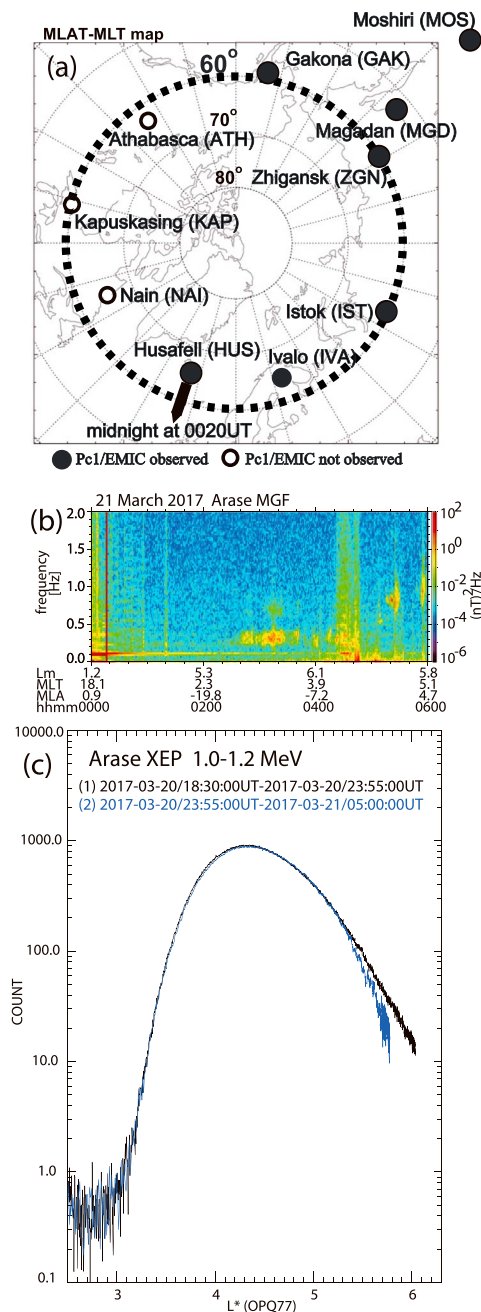 Moshiri (MOS)
MLAT-MLT map
(a)
60°
Gakona (GAK)
70°
Athabasca (ATH)
Magadan (MGD)
80°
Zhigansk (ZGN)
Kapuskasing (KAP)
Nain (NAI)
Istok (IST)
Husafell (HUS)
Ivalo (IVA)
midnight at 0020UT
Pc1/EMIC observed
Pc1/EMIC not observed
21 March 2017 Arase MGF
(b)
2.0
1.5
1.0
0.5
0.0
frequency
[Hz]
10²
10⁰
10⁻²
10⁻⁴
10⁻⁶
(nT)²/Hz
Lm 1.2 5.3 6.1 5.8
MLT 18.1 2.3 3.9 5.1
MLA 0.9 -19.8 -7.2 4.7
hhmm 0000 0200 0400 0600
10000.0
(c)
Arase XEP 1.0-1.2 MeV
(1) 2017-03-20/18:30:00UT-2017-03-20/23:55:00UT
(2) 2017-03-20/23:55:00UT-2017-03-21/05:00:00UT
1000.0
100.0
10.0
1.0
0.1
COUNT
3 4 5 6
L* (OPQ77)